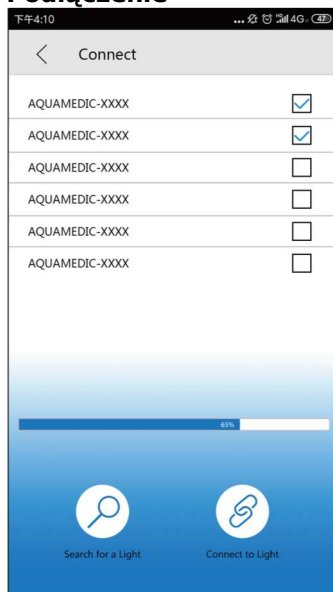 Podłączenie
下午4:10 ... 4G 47
Connect
AQUAMEDIC-XXXX
AQUAMEDIC-XXXX
AQUAMEDIC-XXXX
AQUAMEDIC-XXXX
AQUAMEDIC-XXXX
AQUAMEDIC-XXXX
65%
Search for a Light Connect to Light